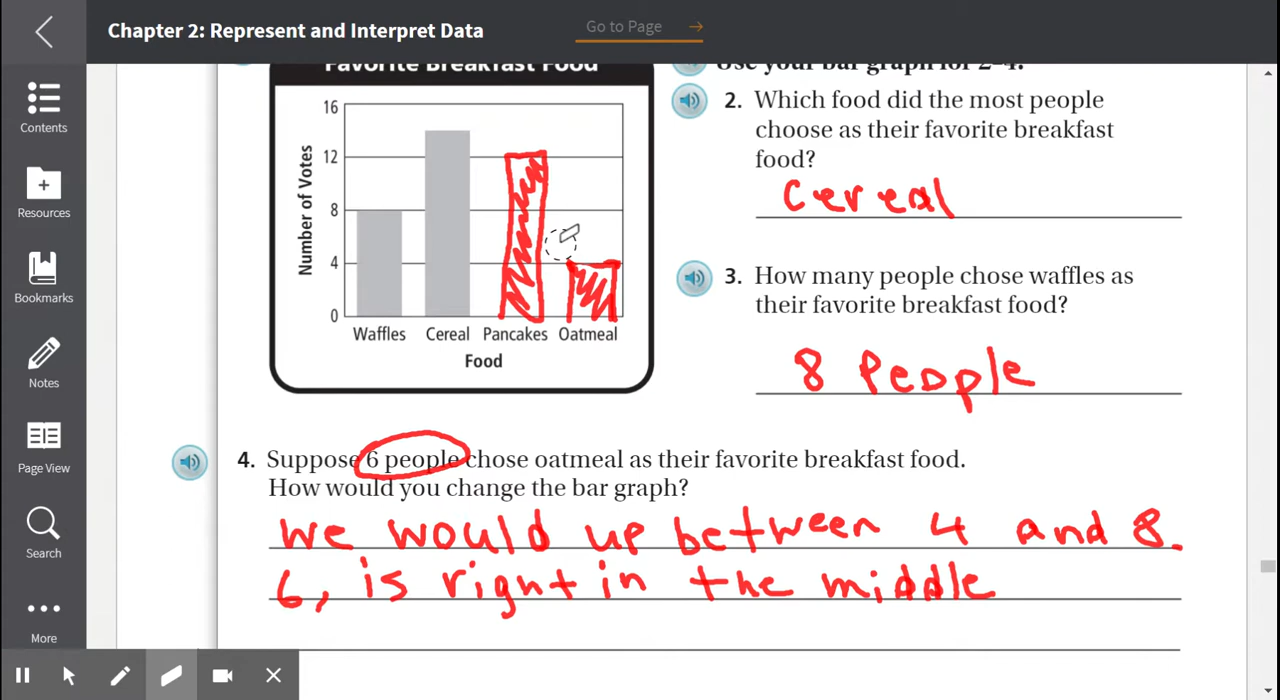 Chapter 2: Represent and Interpret Data
Go to Page
Contents
Resources
Bookmarks
Notes
Page View
Search
More
Favorite Breakfast Food
Number of Votes
16
12
8
4
0
Waffles Cereal Pancakes Oatmeal
Food
Use your bar graph for 2–4.
2. Which food did the most people
choose as their favorite breakfast
food?
Cereal
3. How many people chose waffles as
their favorite breakfast food?
8 People
4. Suppose 6 people chose oatmeal as their favorite breakfast food.
How would you change the bar graph?
We would up between 4 and 8.
6, is right in the middle